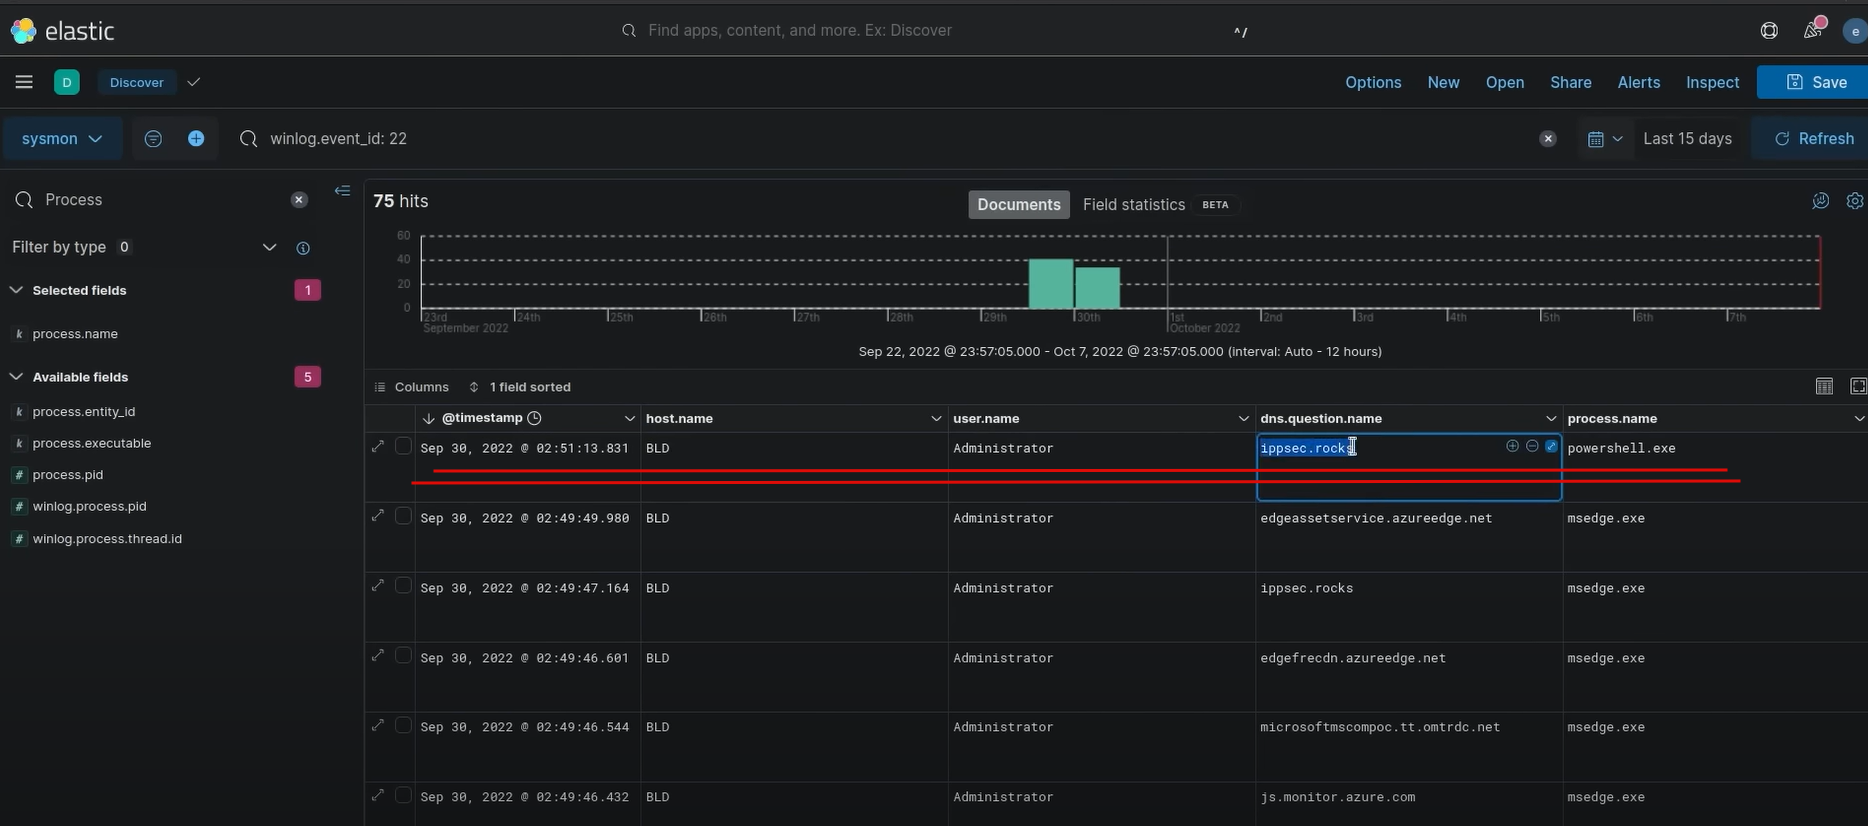 elastic
Find apps, content, and more. Ex: Discover
^/
e
D
Discover
Options
New
Open
Share
Alerts
Inspect
Save
sysmon
winlog.event_id: 22
Last 15 days
Refresh
Process
Filter by type 0
Selected fields 1
k process.name
Available fields 5
k process.entity_id
k process.executable
# process.pid
# winlog.process.pid
# winlog.process.thread.id
75 hits
Documents
Field statistics BETA
60
40
20
0
23rd 24th 25th 26th 27th 28th 29th 30th 1st 2nd 3rd 4th 5th 6th 7th
September 2022 October 2022
Sep 22, 2022 @ 23:57:05.000 - Oct 7, 2022 @ 23:57:05.000 (interval: Auto - 12 hours)
Columns 1 field sorted
@timestamp host.name user.name dns.question.name process.name
Sep 30, 2022 @ 02:51:13.831 BLD Administrator ippsec.rocks powershell.exe
Sep 30, 2022 @ 02:49:49.980 BLD Administrator edgeassetservice.azureedge.net msedge.exe
Sep 30, 2022 @ 02:49:47.164 BLD Administrator ippsec.rocks msedge.exe
Sep 30, 2022 @ 02:49:46.601 BLD Administrator edgefrecdn.azureedge.net msedge.exe
Sep 30, 2022 @ 02:49:46.544 BLD Administrator microsoftmscompoc.tt.omtrdc.net msedge.exe
Sep 30, 2022 @ 02:49:46.432 BLD Administrator js.monitor.azure.com msedge.exe